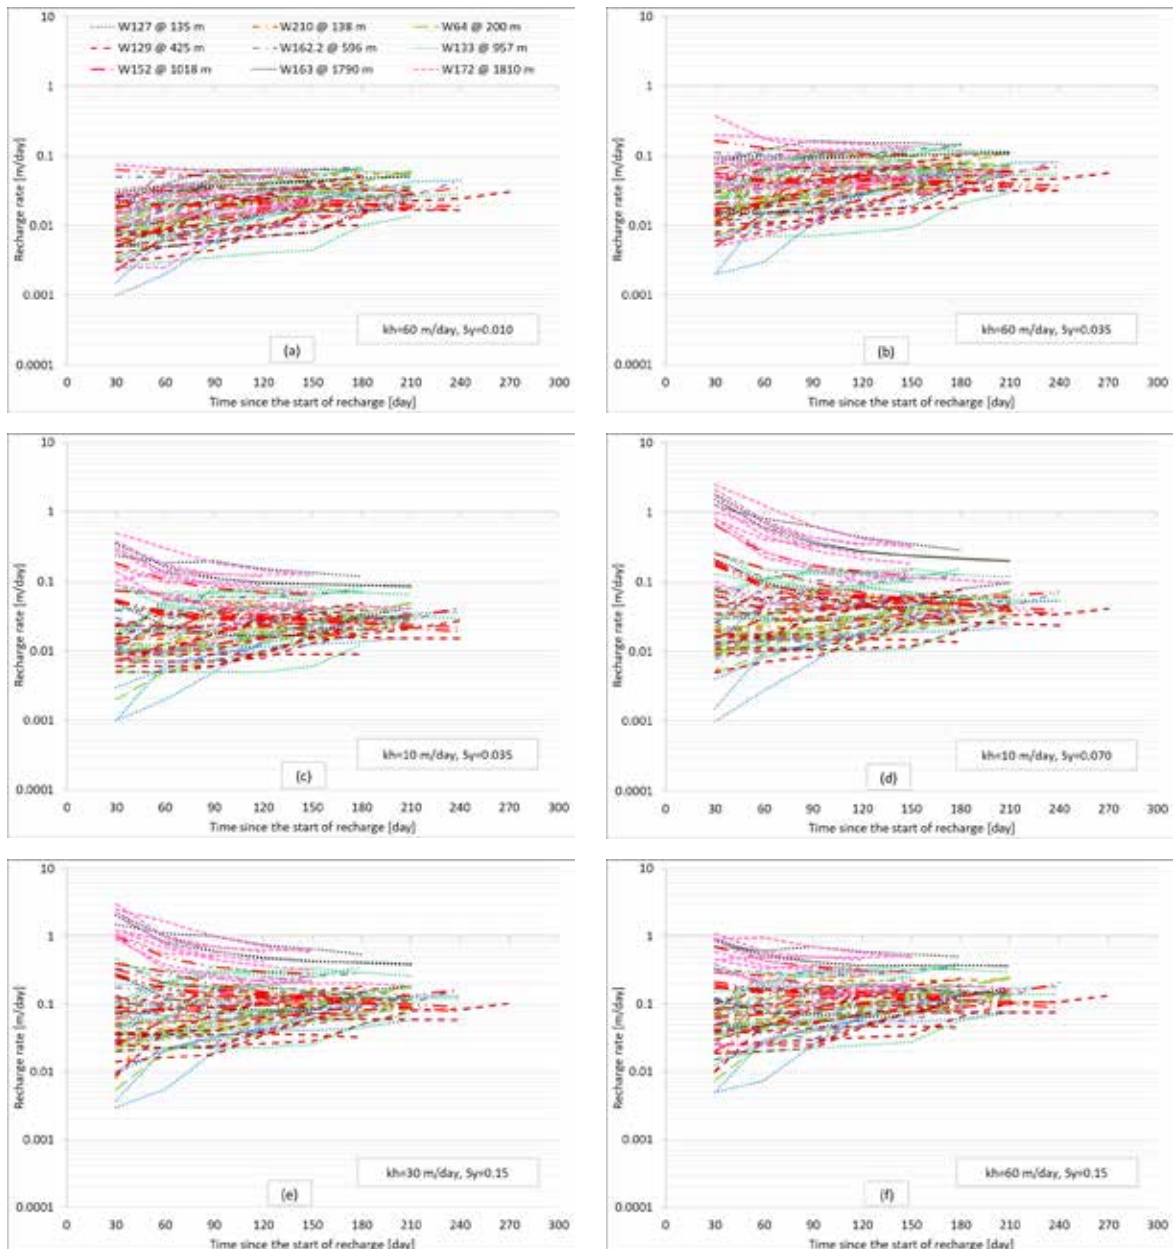 10
W127 @ 135 m W210 @ 138 m W64 @ 200 m
W129 @ 425 m W162.2 @ 596 m W133 @ 957 m
W152 @ 1018 m W163 @ 1790 m W172 @ 1810 m
1
0.1
0.01
0.001
0.0001
Recharge rate [m/day]
kh=60 m/day, Sy=0.010
(a)
0 30 60 90 120 150 180 210 240 270 300
Time since the start of recharge [day]
10
1
0.1
0.01
0.001
0.0001
Recharge rate [m/day]
kh=60 m/day, Sy=0.035
(b)
0 30 60 90 120 150 180 210 240 270 300
Time since the start of recharge [day]
10
1
0.1
0.01
0.001
0.0001
Recharge rate [m/day]
kh=10 m/day, Sy=0.035
(c)
0 30 60 90 120 150 180 210 240 270 300
Time since the start of recharge [day]
10
1
0.1
0.01
0.001
0.0001
Recharge rate [m/day]
kh=10 m/day, Sy=0.070
(d)
0 30 60 90 120 150 180 210 240 270 300
Time since the start of recharge [day]
10
1
0.1
0.01
0.001
0.0001
Recharge rate [m/day]
kh=30 m/day, Sy=0.15
(e)
0 30 60 90 120 150 180 210 240 270 300
Time since the start of recharge [day]
10
1
0.1
0.01
0.001
0.0001
Recharge rate [m/day]
kh=60 m/day, Sy=0.15
(f)
0 30 60 90 120 150 180 210 240 270 300
Time since the start of recharge [day]